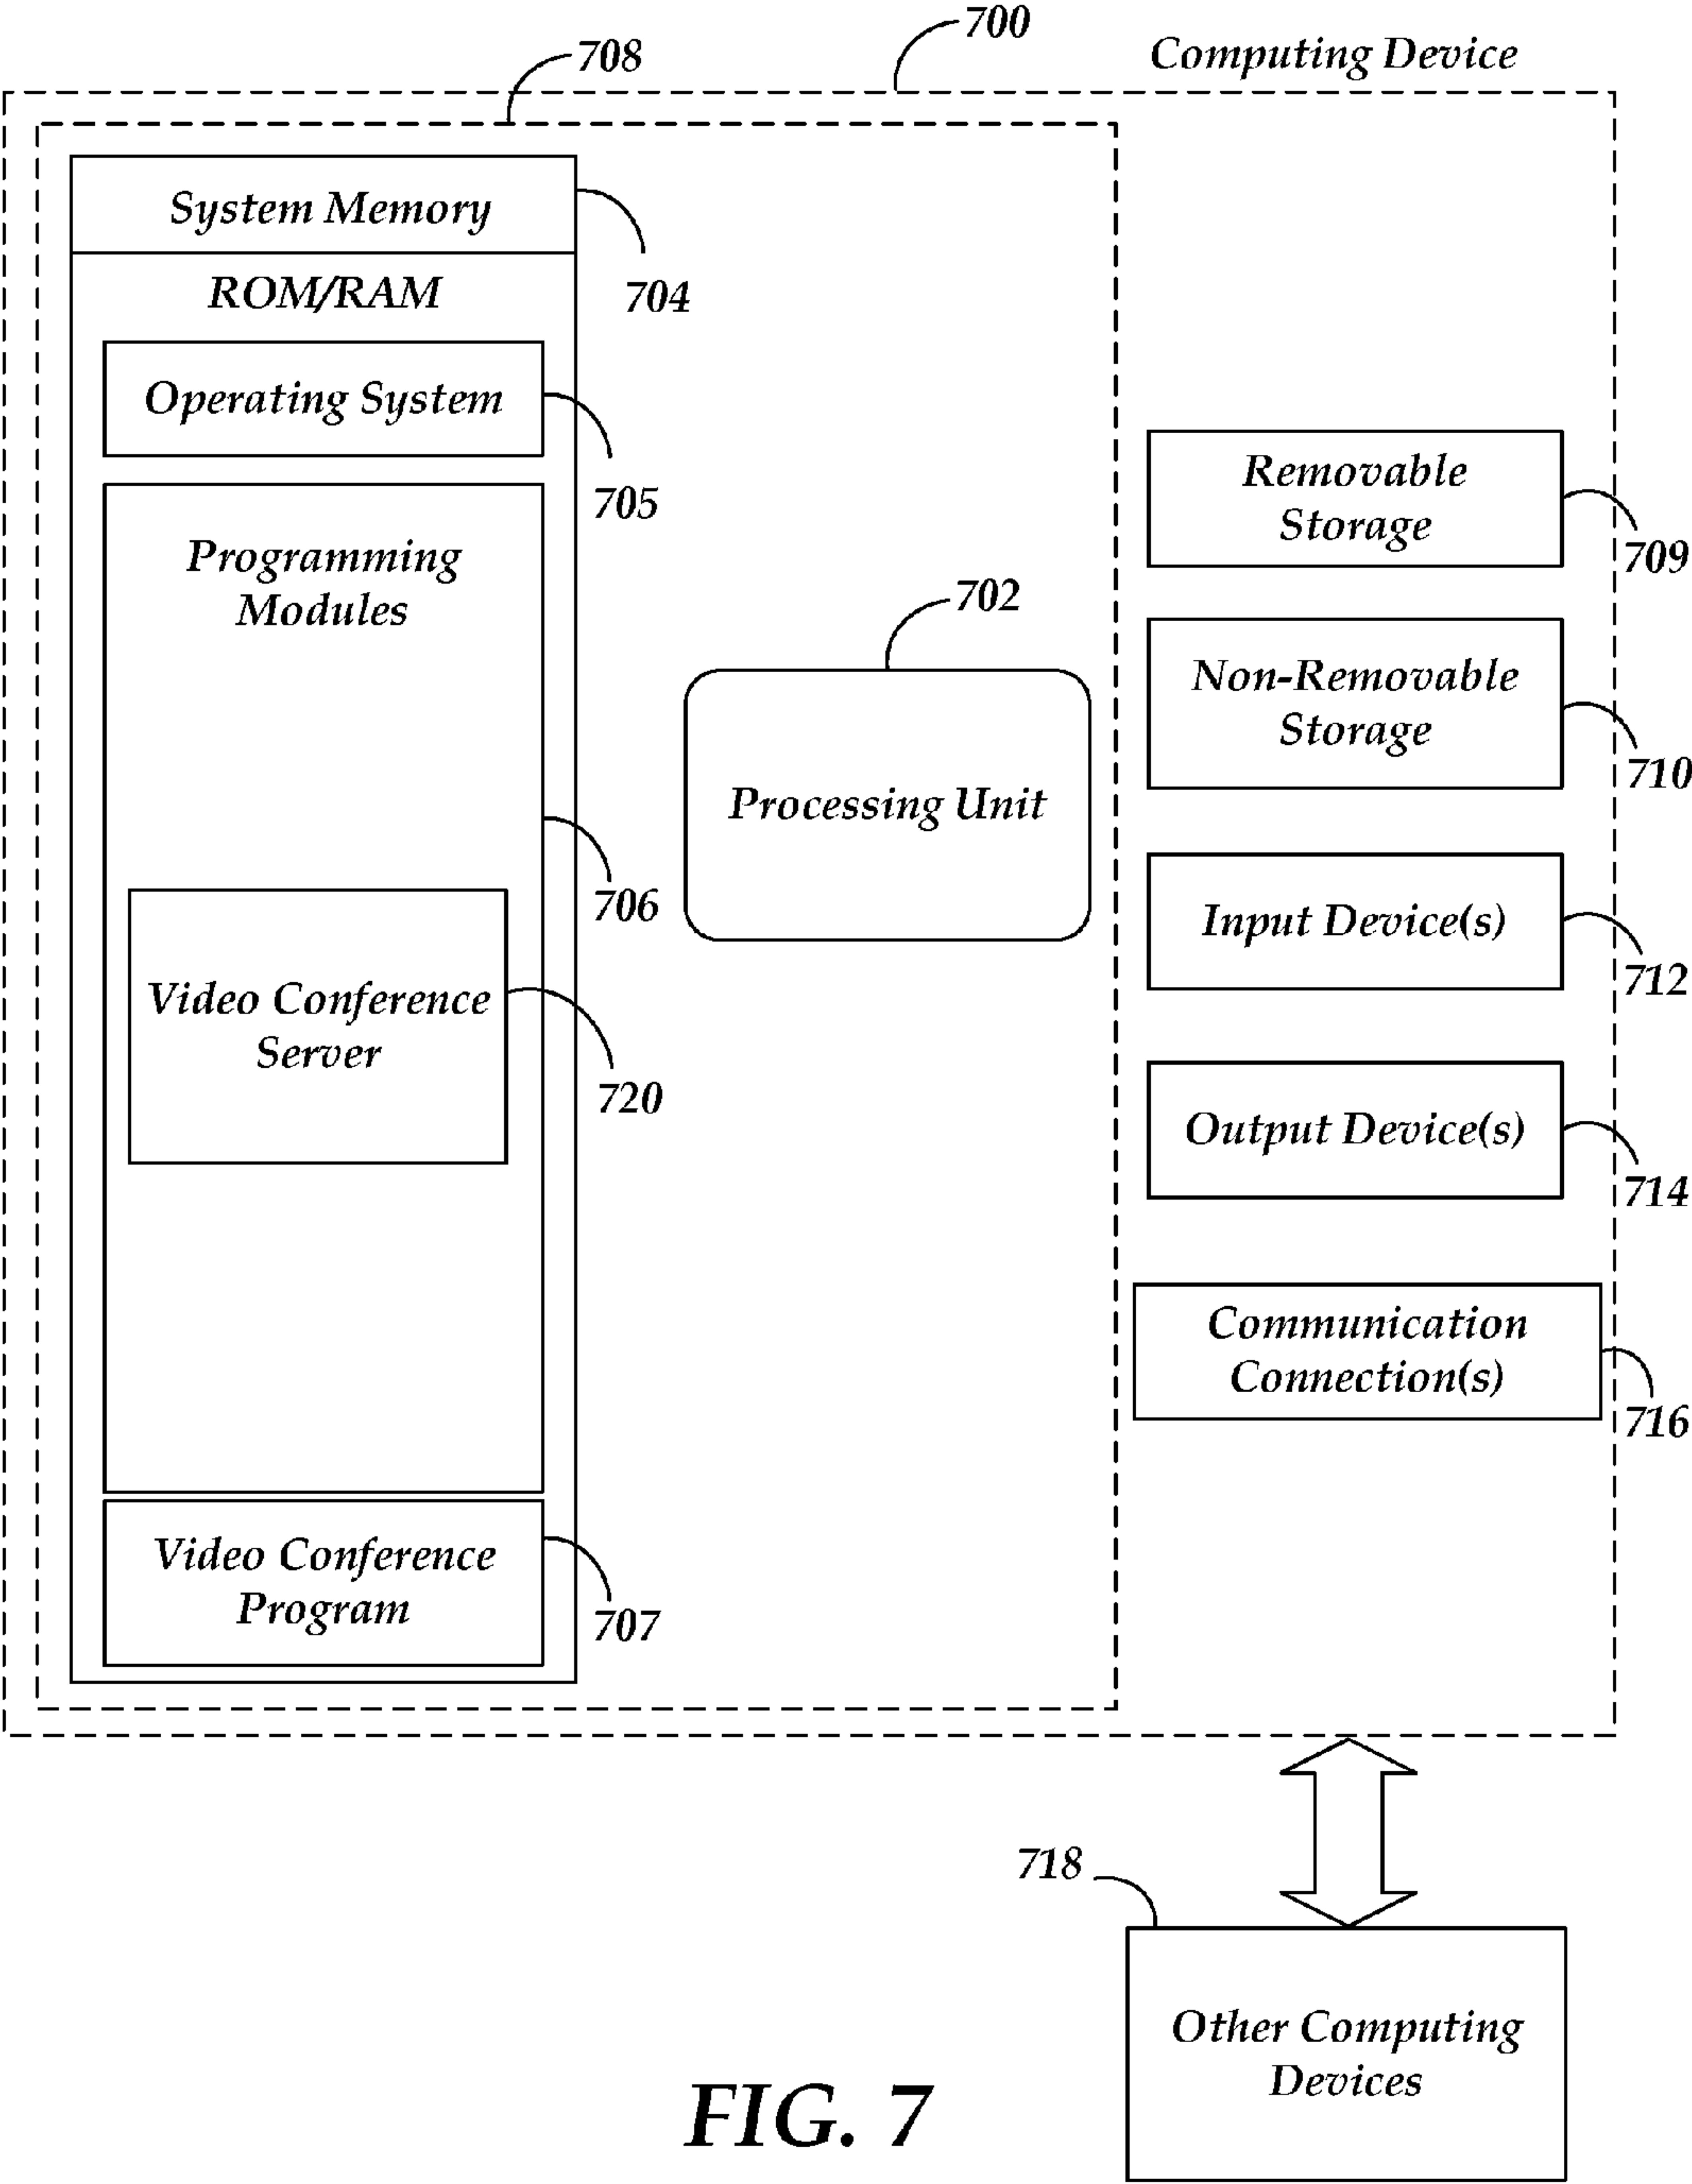 700
Computing Device
708
System Memory
704
ROM/RAM
Operating System
705
Programming
Modules
706
Video Conference
Server
720
Video Conference
Program
707
702
Processing Unit
Removable
Storage
709
Non-Removable
Storage
710
Input Device(s)
712
Output Device(s)
714
Communication
Connection(s)
716
718
Other Computing
Devices
FIG. 7